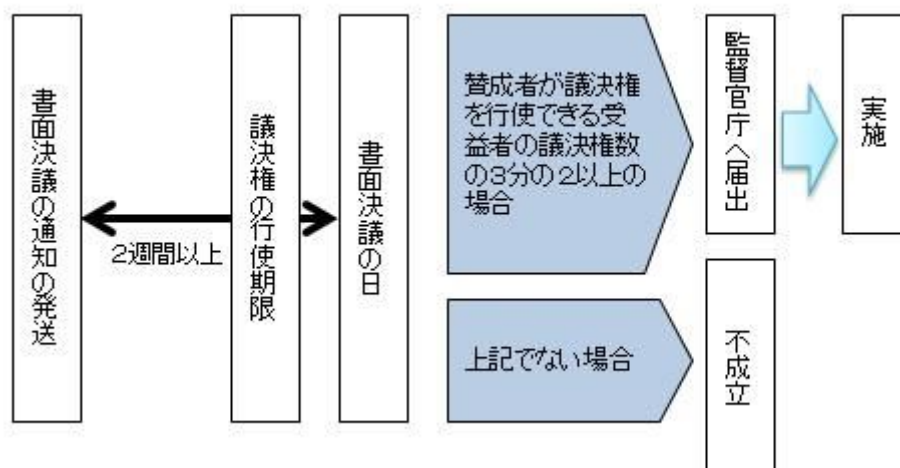 書面決議の通知の発送
2週間以上
議決権の行使期限
書面決議の日
賛成者が議決権
を行使できる受
益者の議決権数
の3分の2以上の
場合
監督官庁へ届出
実施
上記でない場合
不成立